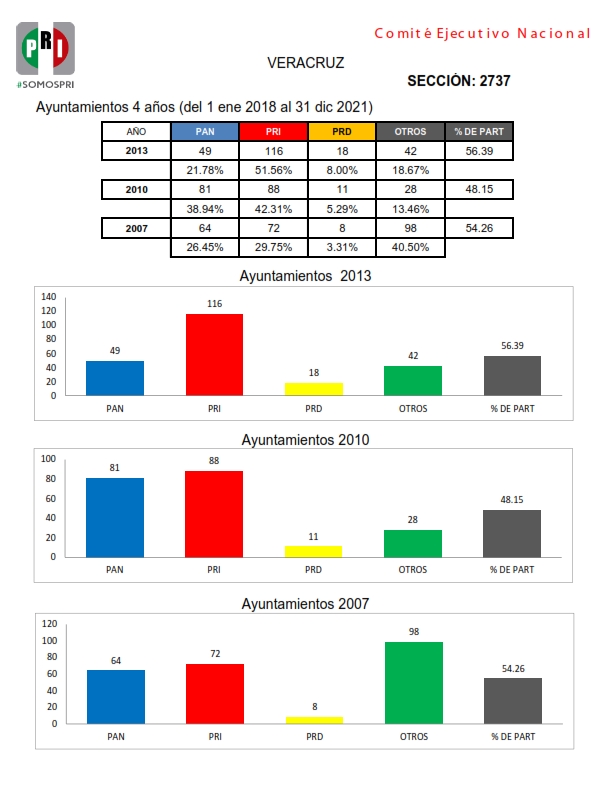 Comité Ejecutivo Nacional
PRI
#SOMOSPRI
VERACRUZ
SECCIÓN: 2737
Ayuntamientos 4 años (del 1 ene 2018 al 31 dic 2021)
AÑO PAN PRI PRD OTROS % DE PART
2013 49 116 18 42 56.39
21.78% 51.56% 8.00% 18.67%
2010 81 88 11 28 48.15
38.94% 42.31% 5.29% 13.46%
2007 64 72 8 98 54.26
26.45% 29.75% 3.31% 40.50%
Ayuntamientos 2013
140
120
100
80
60
40
20
0
49 116 18 42 56.39
PAN PRI PRD OTROS % DE PART
Ayuntamientos 2010
100
80
60
40
20
0
81 88 11 28 48.15
PAN PRI PRD OTROS % DE PART
Ayuntamientos 2007
120
100
80
60
40
20
0
64 72 8 98 54.26
PAN PRI PRD OTROS % DE PART